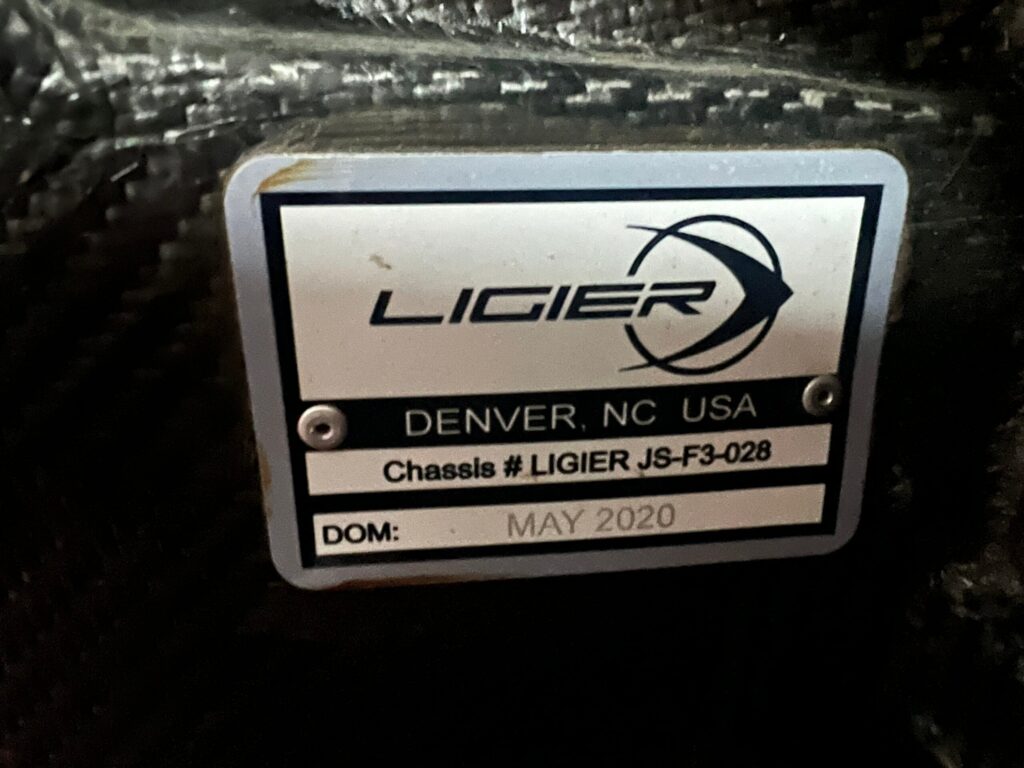 LIGIER
DENVER, NC USA
Chassis # LIGIER JS-F3-028
DOM: MAY 2020